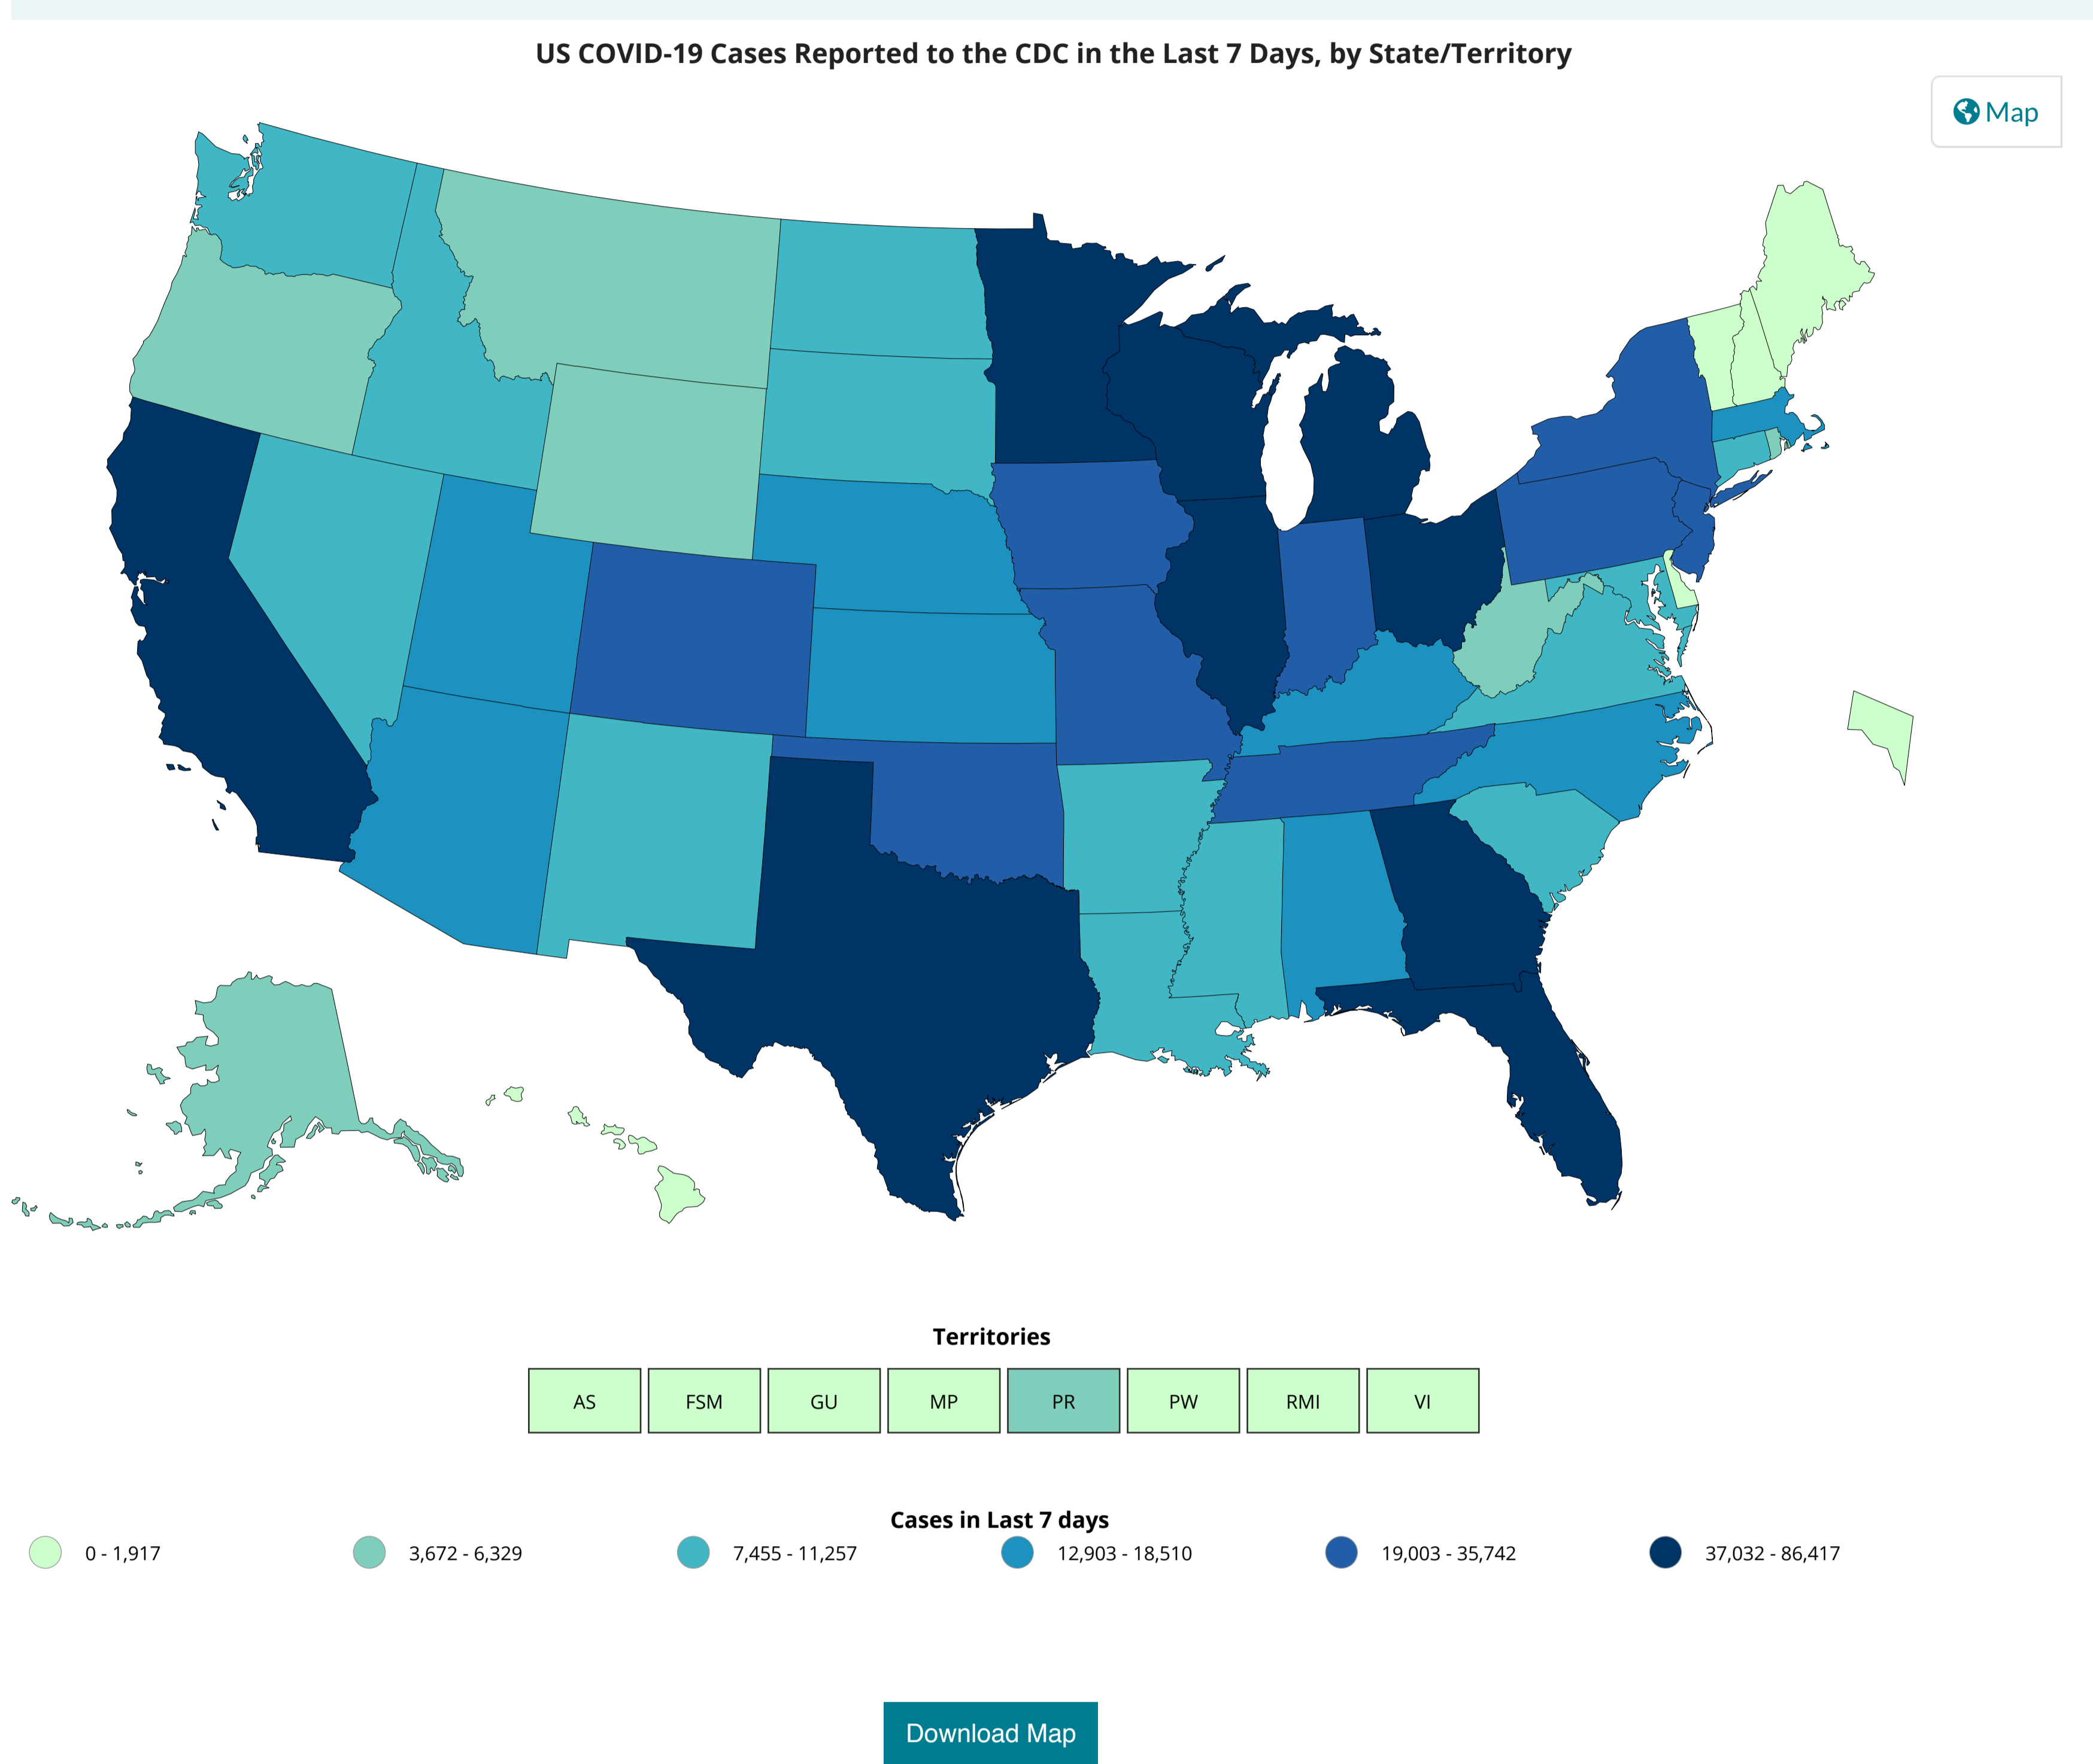 US COVID-19 Cases Reported to the CDC in the Last 7 Days, by State/Territory
Map
Territories
AS FSM GU MP PR PW RMI VI
Cases in Last 7 days
0 - 1,917 3,672 - 6,329 7,455 - 11,257 12,903 - 18,510 19,003 - 35,742 37,032 - 86,417
Download Map